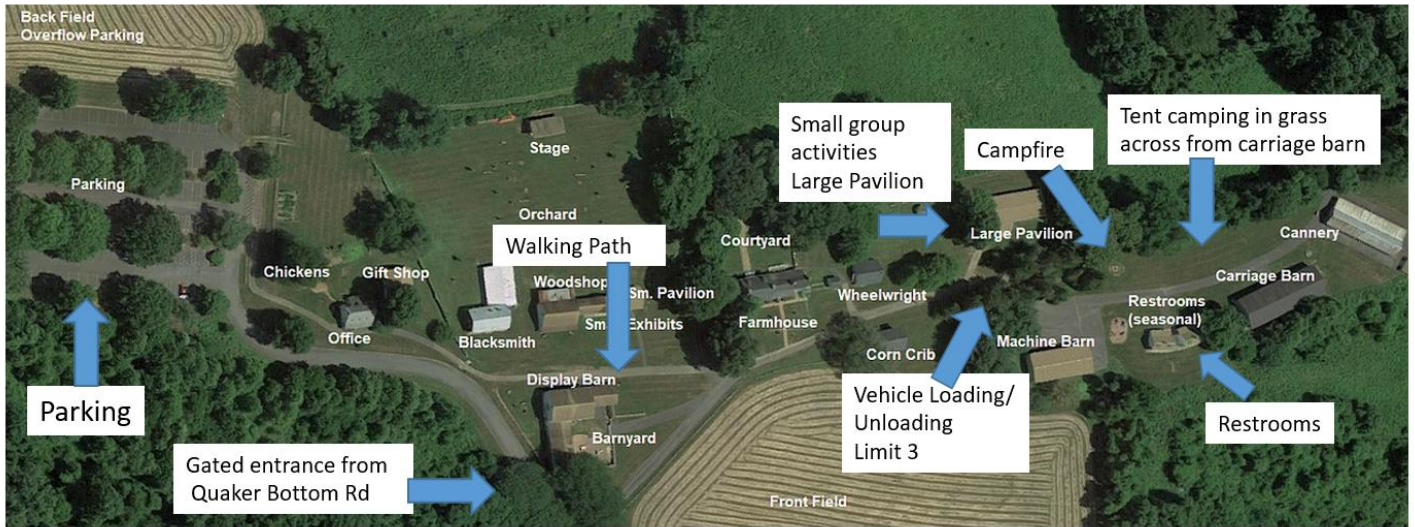 Back Field
Overflow Parking
Parking
Stage
Orchard
Walking Path
Chickens
Gift Shop
Office
Blacksmith
Woodshop
Sm. Pavilion
Exhibits
Display Barn
Barnyard
Courtyard
Farmhouse
Small group
activities
Large Pavilion
Campfire
Tent camping in grass
across from carriage barn
Large Pavilion
Wheelwright
Corn Crib
Machine Barn
Restrooms
(seasonal)
Carriage Barn
Cannery
Parking
Gated entrance from
Quaker Bottom Rd
Vehicle Loading/
Unloading
Limit 3
Restrooms
Front Field